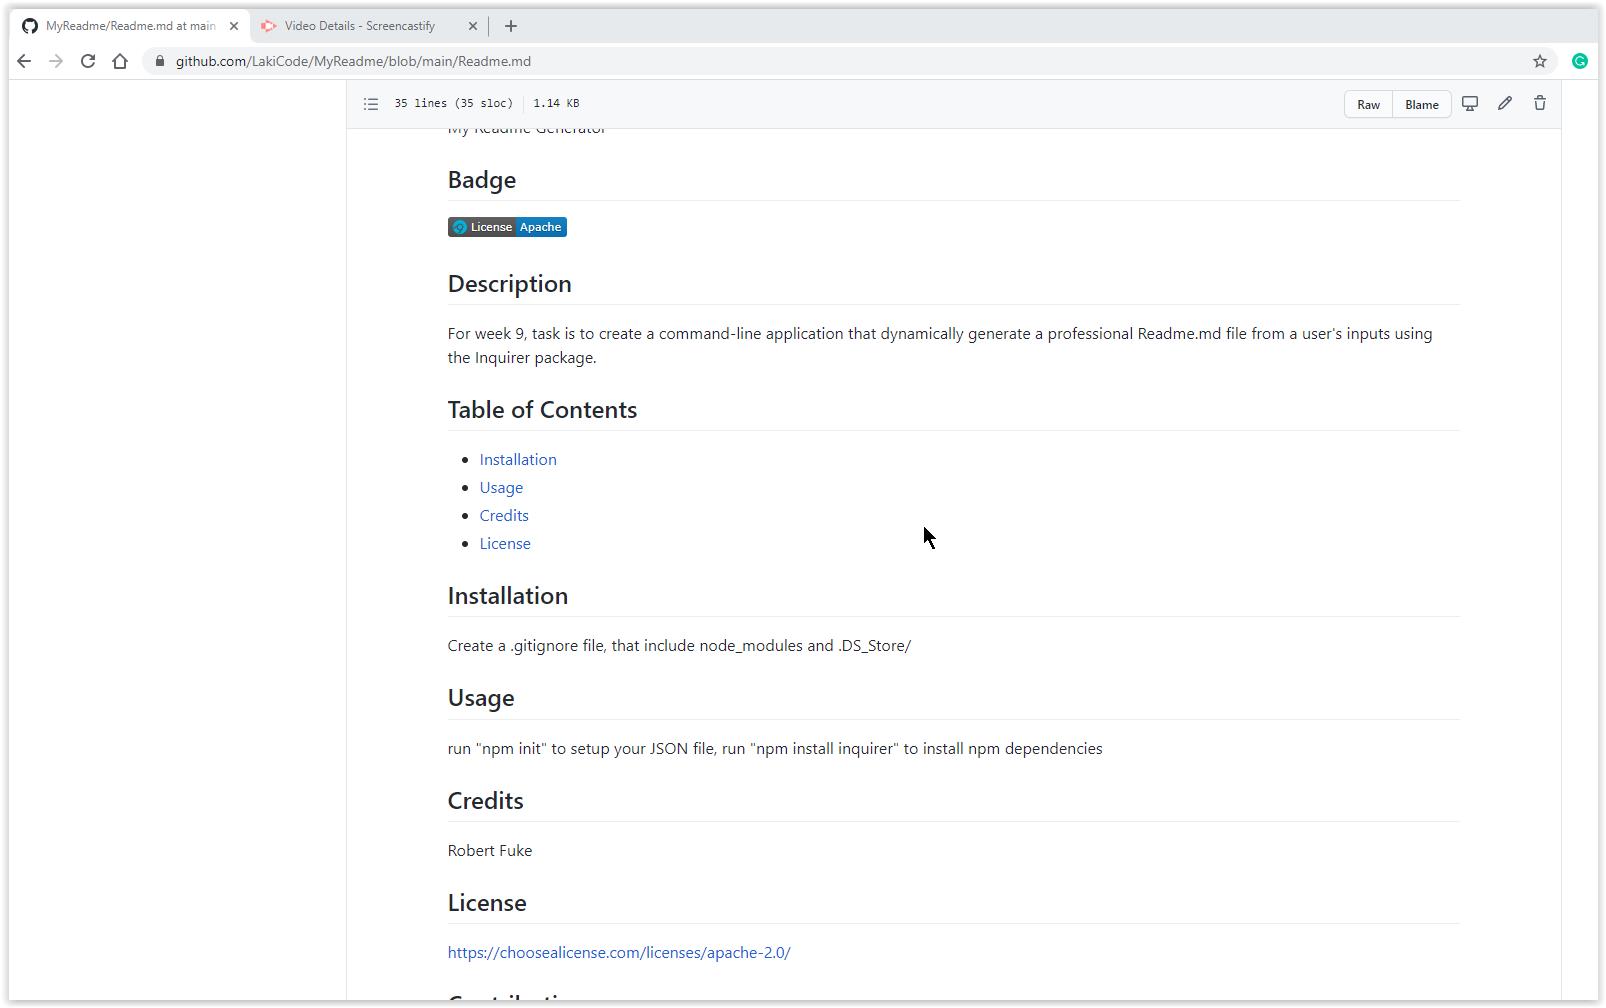 MyReadme/Readme.md at main
Video Details - Screencastify
github.com/LakiCode/MyReadme/blob/main/Readme.md
35 lines (35 sloc) 1.14 KB
Raw Blame
My Readme Generator
Badge
License Apache
Description
For week 9, task is to create a command-line application that dynamically generate a professional Readme.md file from a user's inputs using
the Inquirer package.
Table of Contents
Installation
Usage
Credits
License
Installation
Create a .gitignore file, that include node_modules and .DS_Store/
Usage
run "npm init" to setup your JSON file, run "npm install inquirer" to install npm dependencies
Credits
Robert Fuke
License
https://choosealicense.com/licenses/apache-2.0/